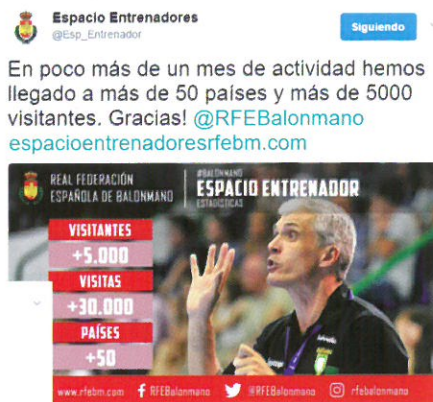 Espacio Entrenadores
@Esp_Entrenador
Siguiendo
En poco más de un mes de actividad hemos
llegado a más de 50 países y más de 5000
visitantes. Gracias! @RFEBalonmano
espacioentrenadoresrfebm.com
REAL FEDERACIÓN
ESPAÑOLA DE BALONMANO
#BALONMANO
ESPACIO ENTRENADOR
ESTADÍSTICAS
VISITANTES
+5.000
VISITAS
+30.000
PAÍSES
+50
www.rfebm.com RFEBalonmano @RFEBalonmano rfebalonmano